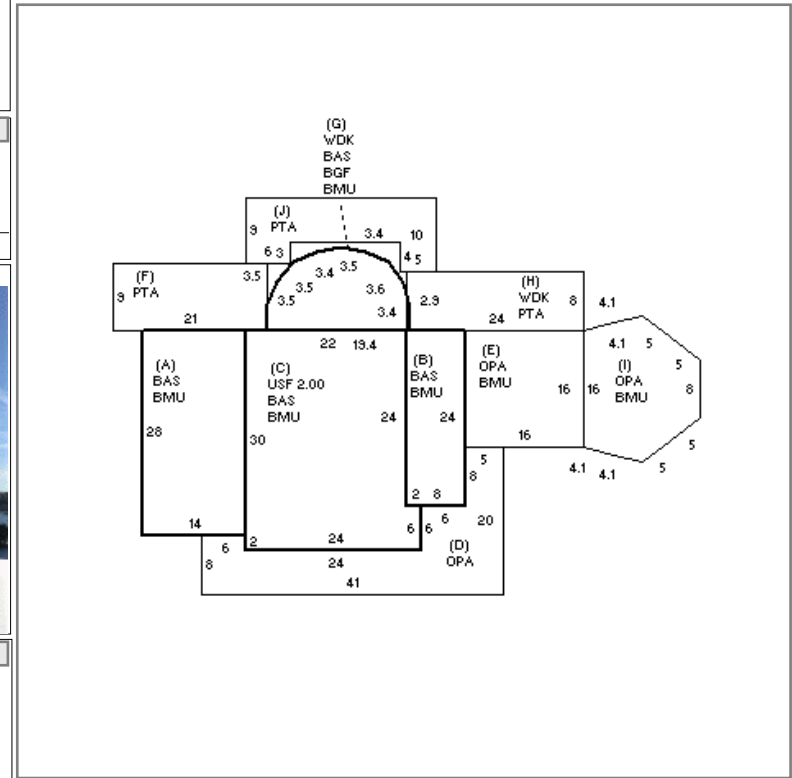 (G)
WDK
BAS
BGF
BMU
(J)
PTA
9
3.4
10
6 3
4 5
(F)
PTA
9
3.5
3.5
3.4
3.5
3.5
3.6
3.4
2.9
(H)
WDK
PTA
8
4.1
21
24
22 19.4
(A)
BAS
BMU
28
14
(C)
USF 2.00
BAS
BMU
30
24
(B)
BAS
BMU
24
2 8
(E)
OPA
BMU
16
16
4.1 5
5
(I)
OPA
BMU
16
8
5
5
4.1
4.1
5
8
6
8
2
24
24
6 6
6
20
(D)
OPA
41